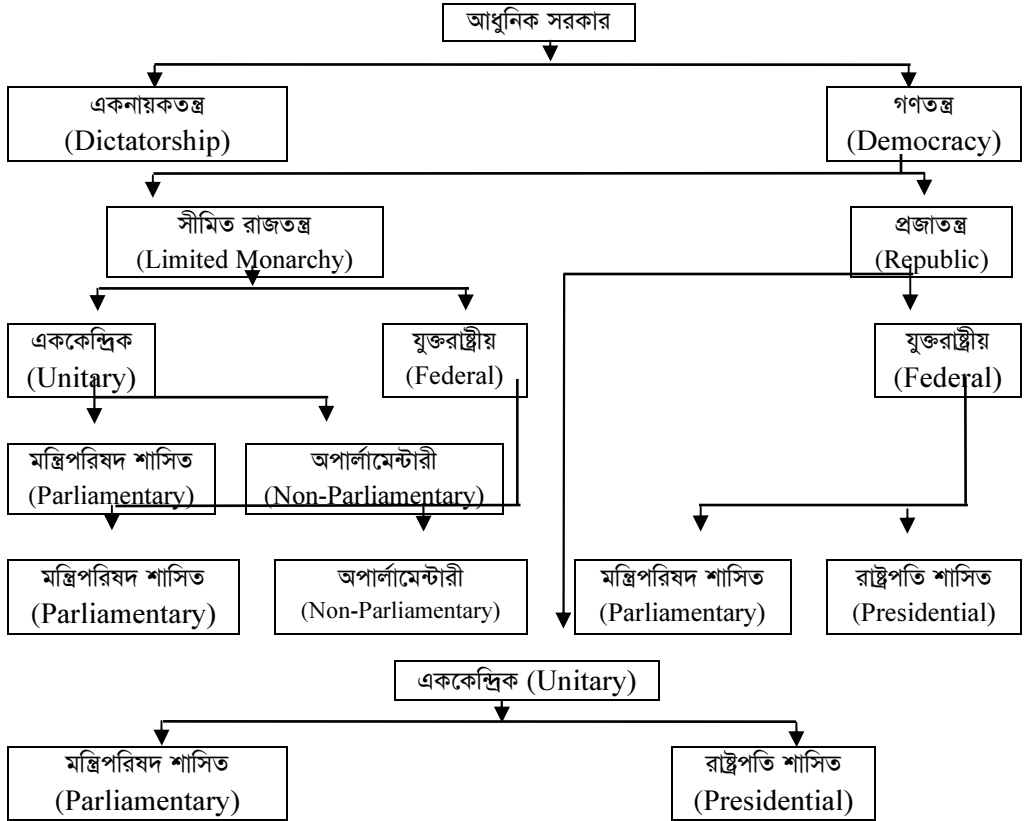 আধুনিক সরকার
একনায়কতন্ত্র
(Dictatorship)
গণতন্ত্র
(Democracy)
সীমিত রাজতন্ত্র
(Limited Monarchy)
প্রজাতন্ত্র
(Republic)
এককেন্দ্রিক
(Unitary)
যুক্তরাষ্ট্রীয়
(Federal)
যুক্তরাষ্ট্রীয়
(Federal)
মন্ত্রিপরিষদ শাসিত
(Parliamentary)
অপার্লামেন্টারী
(Non-Parliamentary)
মন্ত্রিপরিষদ শাসিত
(Parliamentary)
অপার্লামেন্টারী
(Non-Parliamentary)
মন্ত্রিপরিষদ শাসিত
(Parliamentary)
রাষ্ট্রপতি শাসিত
(Presidential)
এককেন্দ্রিক (Unitary)
মন্ত্রিপরিষদ শাসিত
(Parliamentary)
রাষ্ট্রপতি শাসিত
(Presidential)